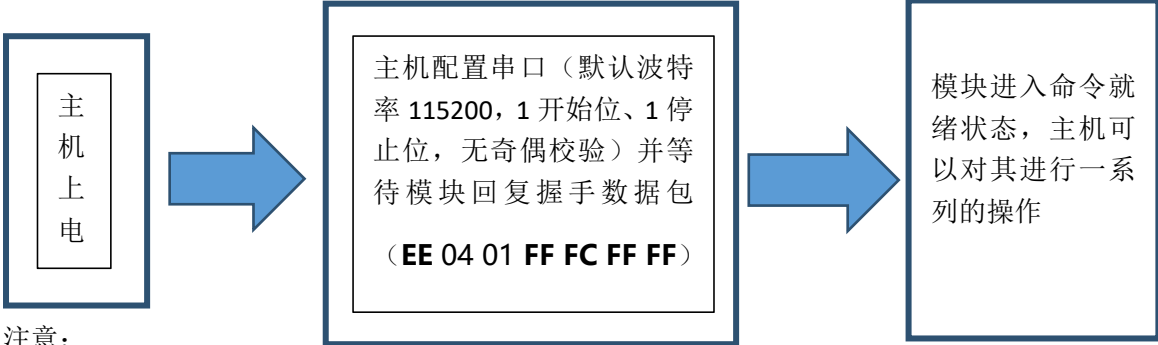 主
机
上
电
主机配置串口（默认波特
率 115200，1 开始位、1 停
止位，无奇偶校验）并等
待模块回复握手数据包
（EE 04 01 FF FC FF FF）
模块进入命令就
绪状态，主机可
以对其进行一系
列的操作
注意：